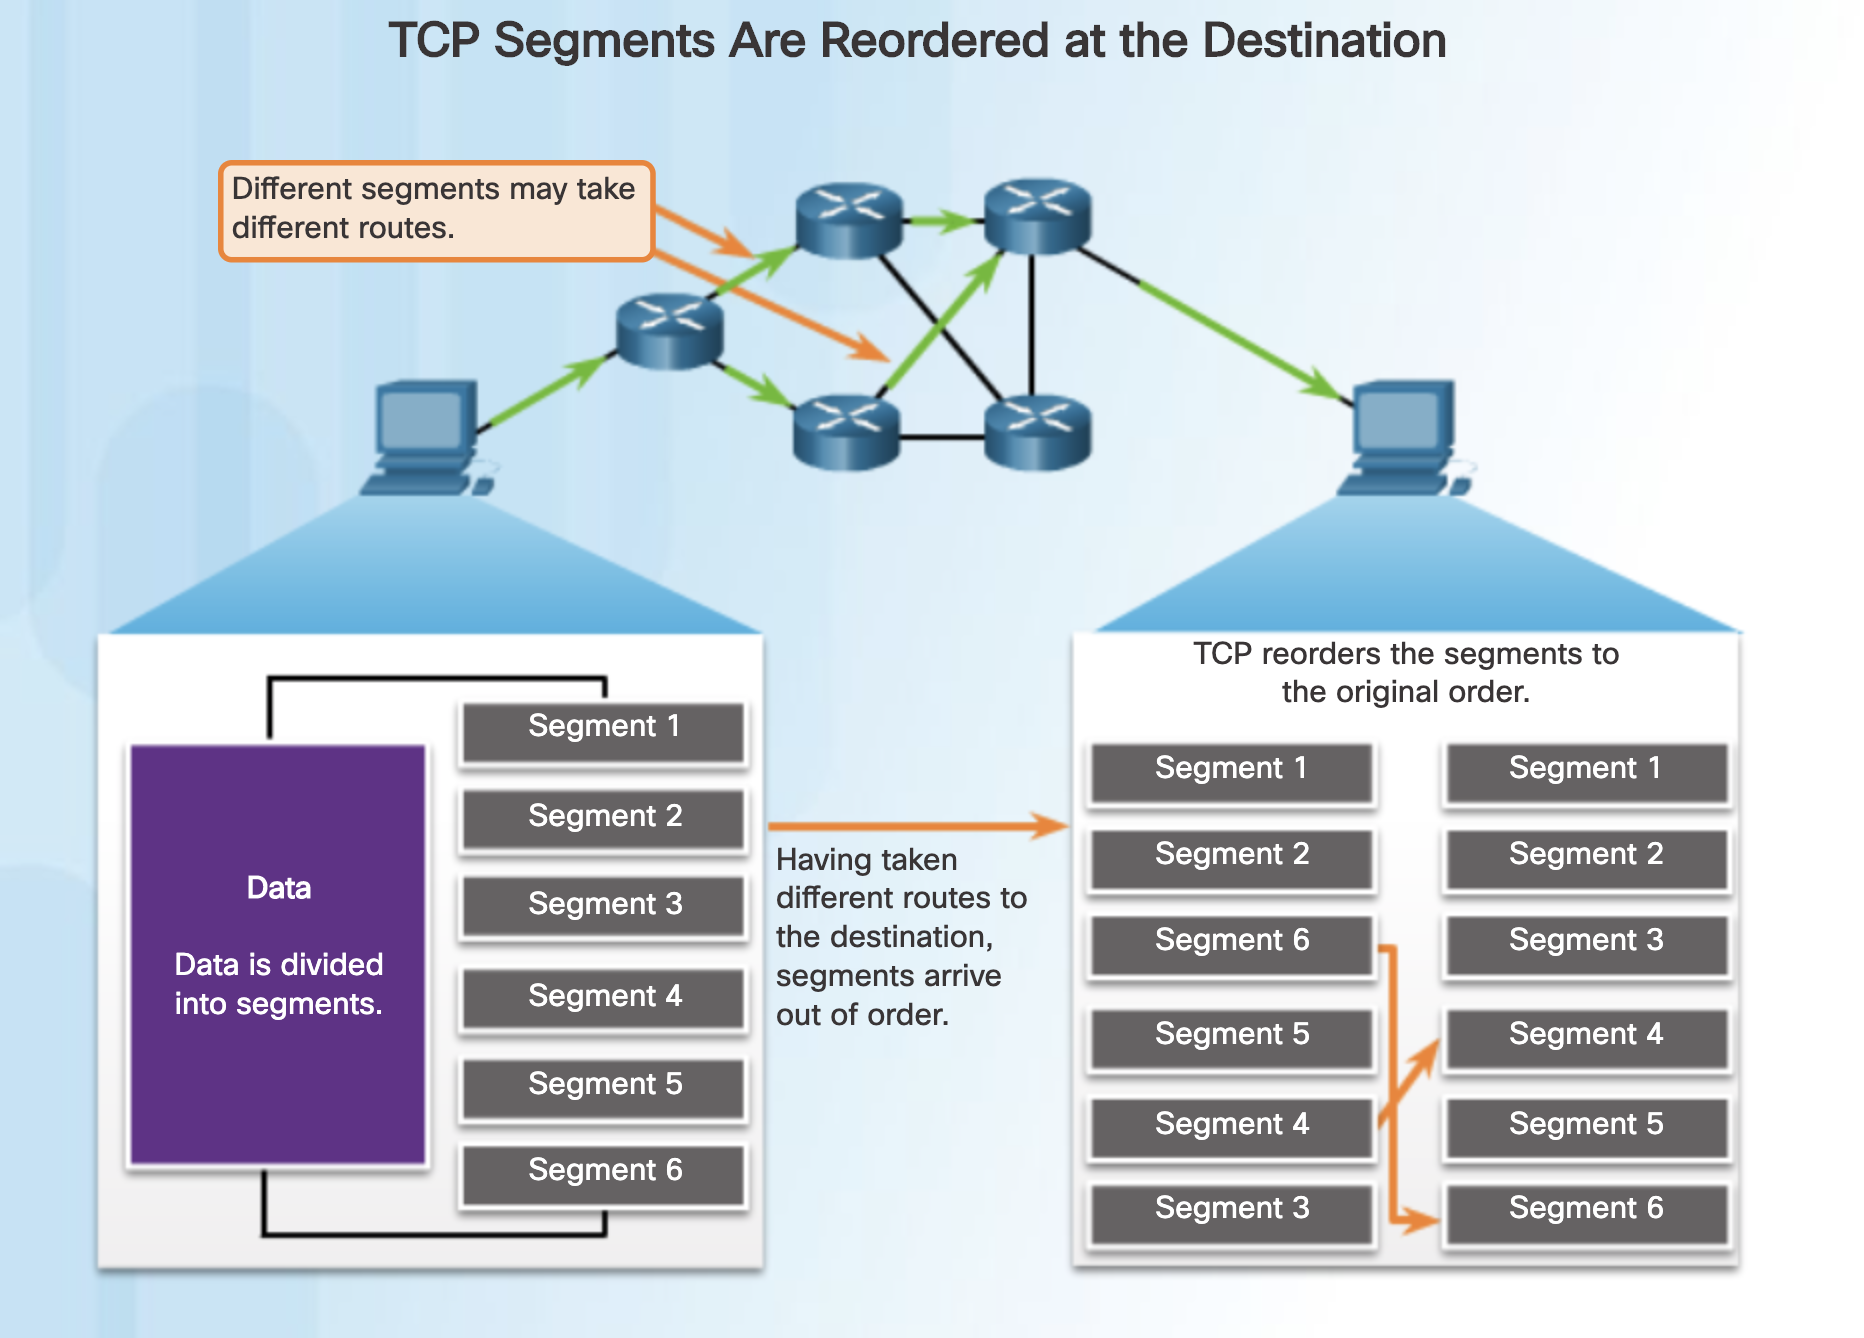 TCP Segments Are Reordered at the Destination
Different segments may take
different routes.
Data
Data is divided
into segments.
Segment 1
Segment 2
Segment 3
Segment 4
Segment 5
Segment 6
Having taken
different routes to
the destination,
segments arrive
out of order.
TCP reorders the segments to
the original order.
Segment 1
Segment 2
Segment 6
Segment 5
Segment 4
Segment 3
Segment 1
Segment 2
Segment 3
Segment 4
Segment 5
Segment 6